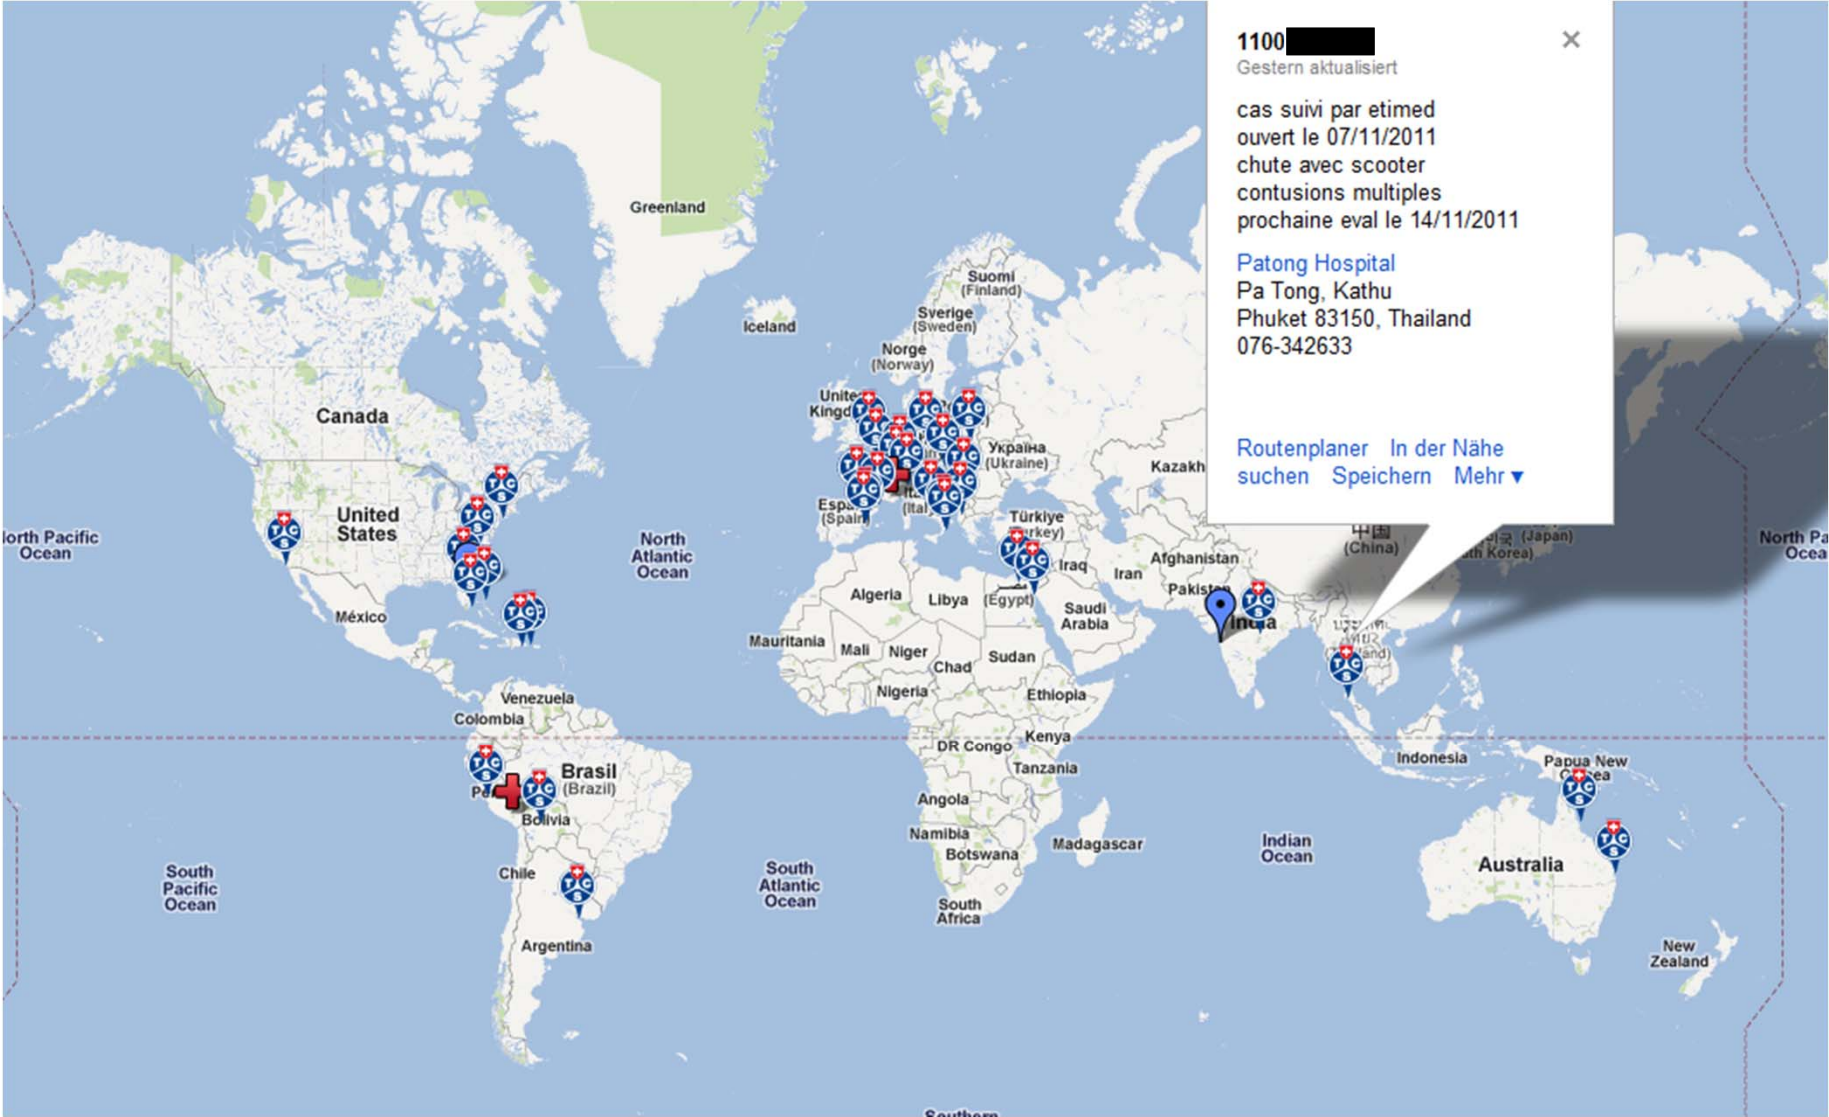 1100
Gestern aktualisiert
cas suivi par etimed
ouvert le 07/11/2011
chute avec scooter
contusions multiples
prochaine eval le 14/11/2011
Patong Hospital
Pa Tong, Kathu
Phuket 83150, Thailand
076-342633
Routenplaner In der Nähe
suchen Speichern Mehr ▾
Greenland
Iceland
Suomi
(Finland)
Sverige
(Sweden)
Norge
(Norway)
Canada
United
States
México
North
Atlantic
Ocean
North Pacific
Ocean
Україна
(Ukraine)
Türkiye
Iraq
Iran
Afghanistan
(China)
(Japan)
Algeria
Libya
(Egypt)
Saudi
Arabia
India
Mauritania
Mali
Niger
Chad
Sudan
Nigeria
Ethiopia
Venezuela
Colombia
DR Congo
Kenya
Tanzania
Indonesia
Papua New
Brasil
(Brazil)
Bolivia
Angola
Namibia
Botswana
Madagascar
Indian
Ocean
Australia
Chile
South
Pacific
Ocean
South
Atlantic
Ocean
South
Africa
Argentina
New
Zealand
TCS